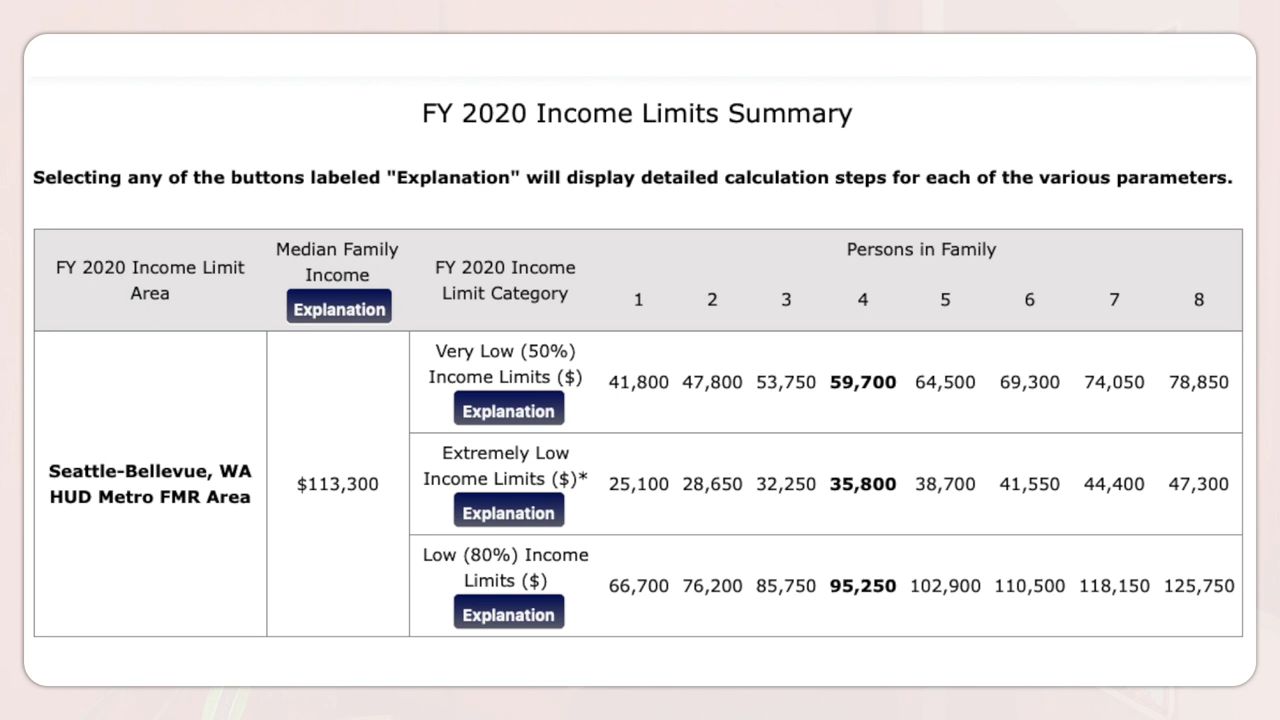 FY 2020 Income Limits Summary
Selecting any of the buttons labeled "Explanation" will display detailed calculation steps for each of the various parameters.
FY 2020 Income Limit
Area
Median Family
Income
Explanation
FY 2020 Income
Limit Category
Persons in Family
1 2 3 4 5 6 7 8
Seattle-Bellevue, WA
HUD Metro FMR Area
$113,300
Very Low (50%)
Income Limits ($)
Explanation
41,800 47,800 53,750 59,700 64,500 69,300 74,050 78,850
Extremely Low
Income Limits ($)*
Explanation
25,100 28,650 32,250 35,800 38,700 41,550 44,400 47,300
Low (80%) Income
Limits ($)
Explanation
66,700 76,200 85,750 95,250 102,900 110,500 118,150 125,750